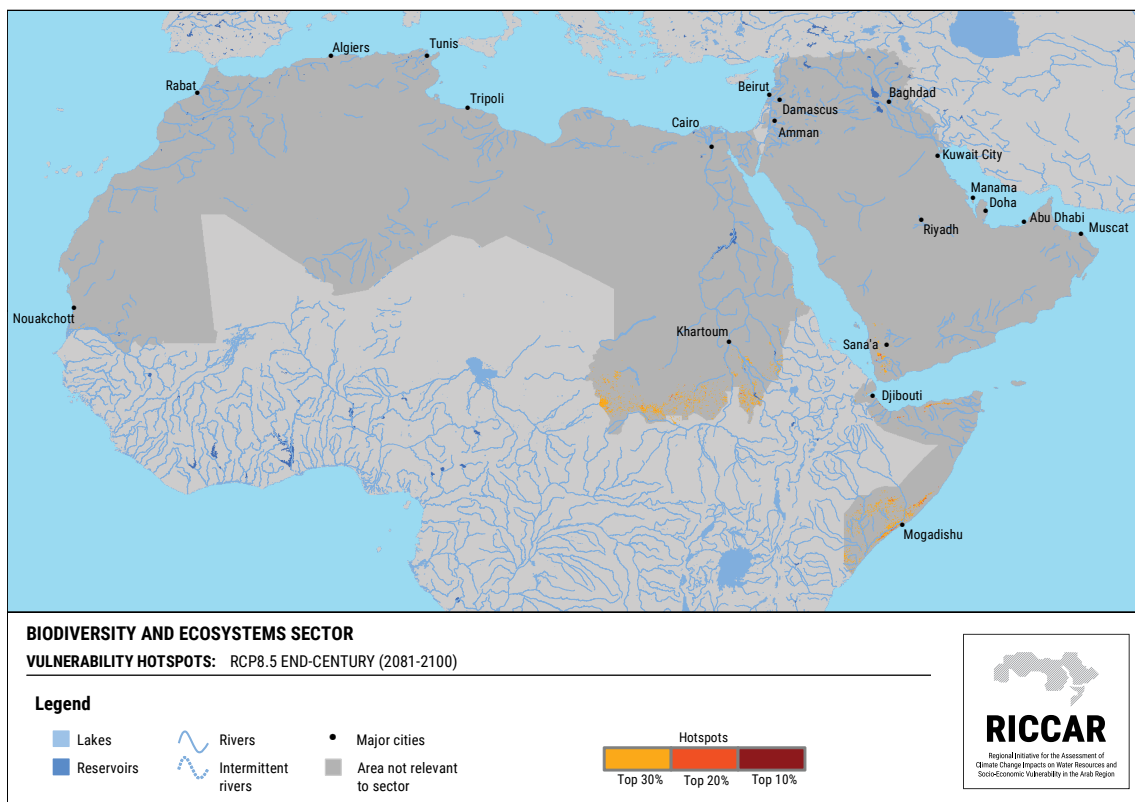 Algiers
Tunis
Rabat
Tripoli
Beirut
Damascus
Baghdad
Cairo
Amman
Kuwait City
Manama
Doha
Abu Dhabi
Riyadh
Muscat
Nouakchott
Khartoum
Sana'a
Djibouti
Mogadishu
BIODIVERSITY AND ECOSYSTEMS SECTOR
VULNERABILITY HOTSPOTS: RCP8.5 END-CENTURY (2081-2100)
Legend
Lakes
Reservoirs
Rivers
Intermittent
rivers
Major cities
Area not relevant
to sector
Hotspots
Top 30%
Top 20%
Top 10%
RICCAR
Regional Initiative for the Assessment of
Climate Change Impacts on Water Resources and
Socio-Economic Vulnerability in the Arab Region